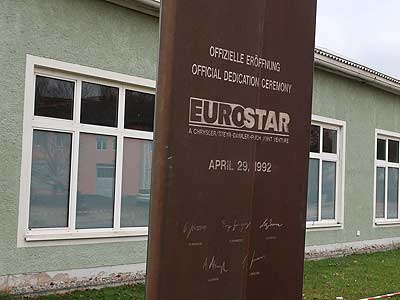 OFFIZIELLE ERÖFFNUNG
OFFICIAL DEDICATION CEREMONY
EUROSTAR
A CHRYSLER/STEYR-DAIMLER-PUCH JOINT VENTURE
APRIL 29, 1992